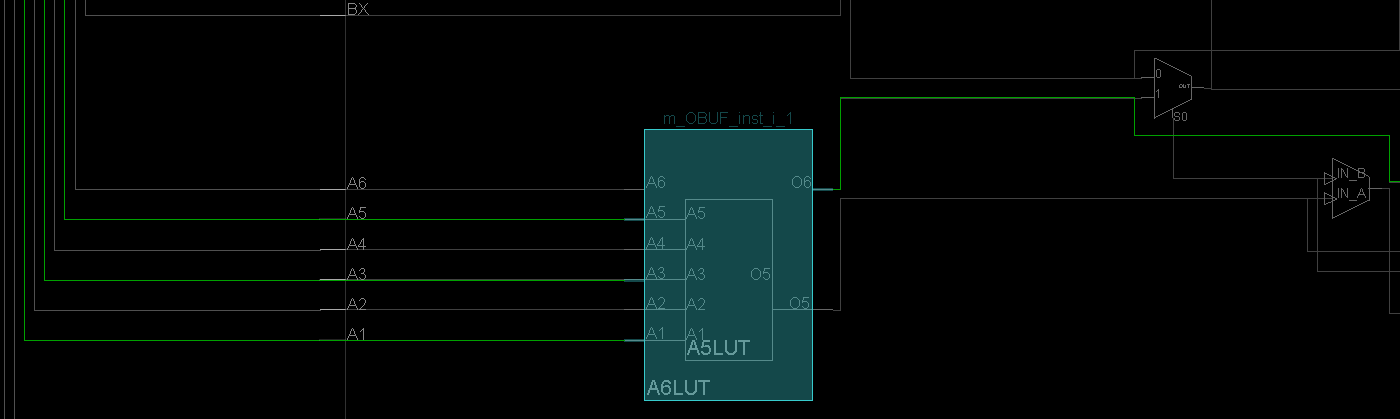 BX
0
OUT
1
S0
m_OBUF_inst_i_1
IN_B
IN_A
A6 A6 O6
A5 A5 A5
A4 A4 A4
A3 A3 A3 O5
A2 A2 A2 O5
A1 A1 A1
A5LUT
A6LUT